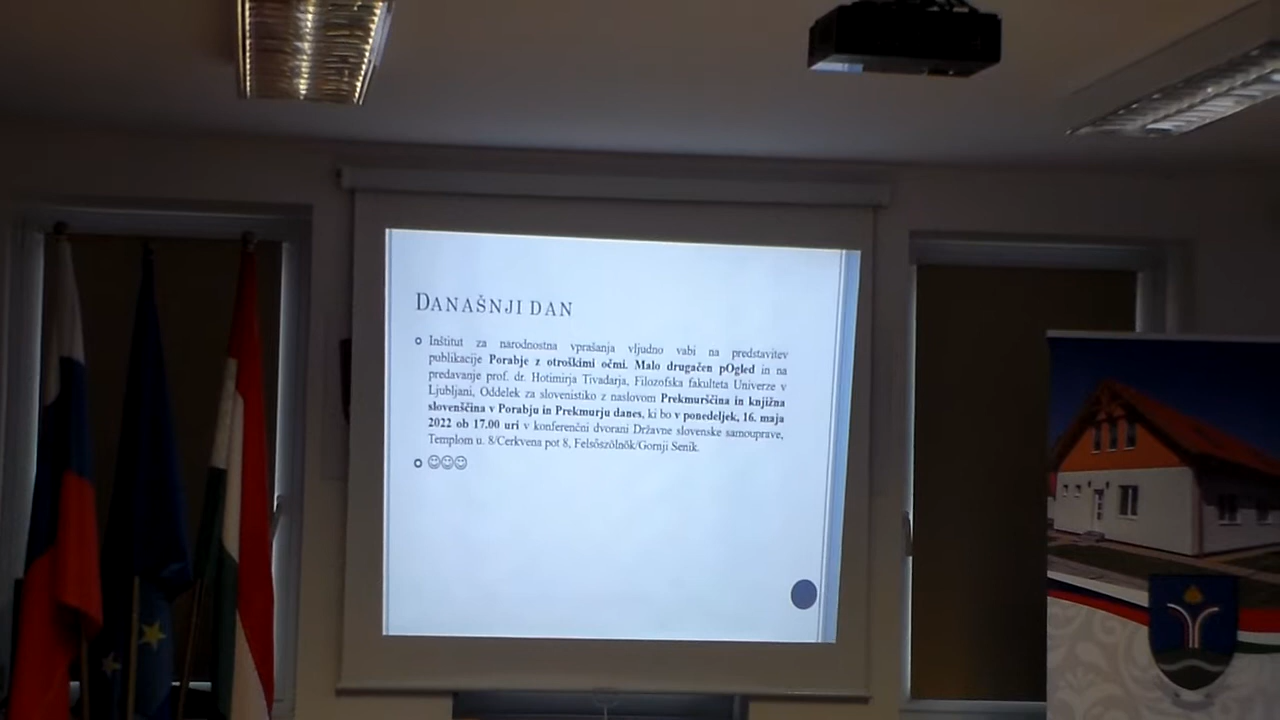 DANAŠNJI DAN
Inštitut za narodnostna vprašanja vljudno vabi na predstavitev
publikacije Porabje z otroškimi očmi. Malo drugačen pOgled in na
predavanje prof. dr. Hotimirja Tivadarja, Filozofska fakulteta Univerze v
Ljubljani, Oddelek za slovenistiko z naslovom Prekmurščina in knjižna
slovenščina v Porabju in Prekmurju danes, ki bo v ponedeljek, 16. maja
2022 ob 17.00 uri v konferenčni dvorani Državne slovenske samouprave,
Templom u. 8/Cerkvena pot 8, Felsőszölnök/Gornji Senik.
☺☺☺